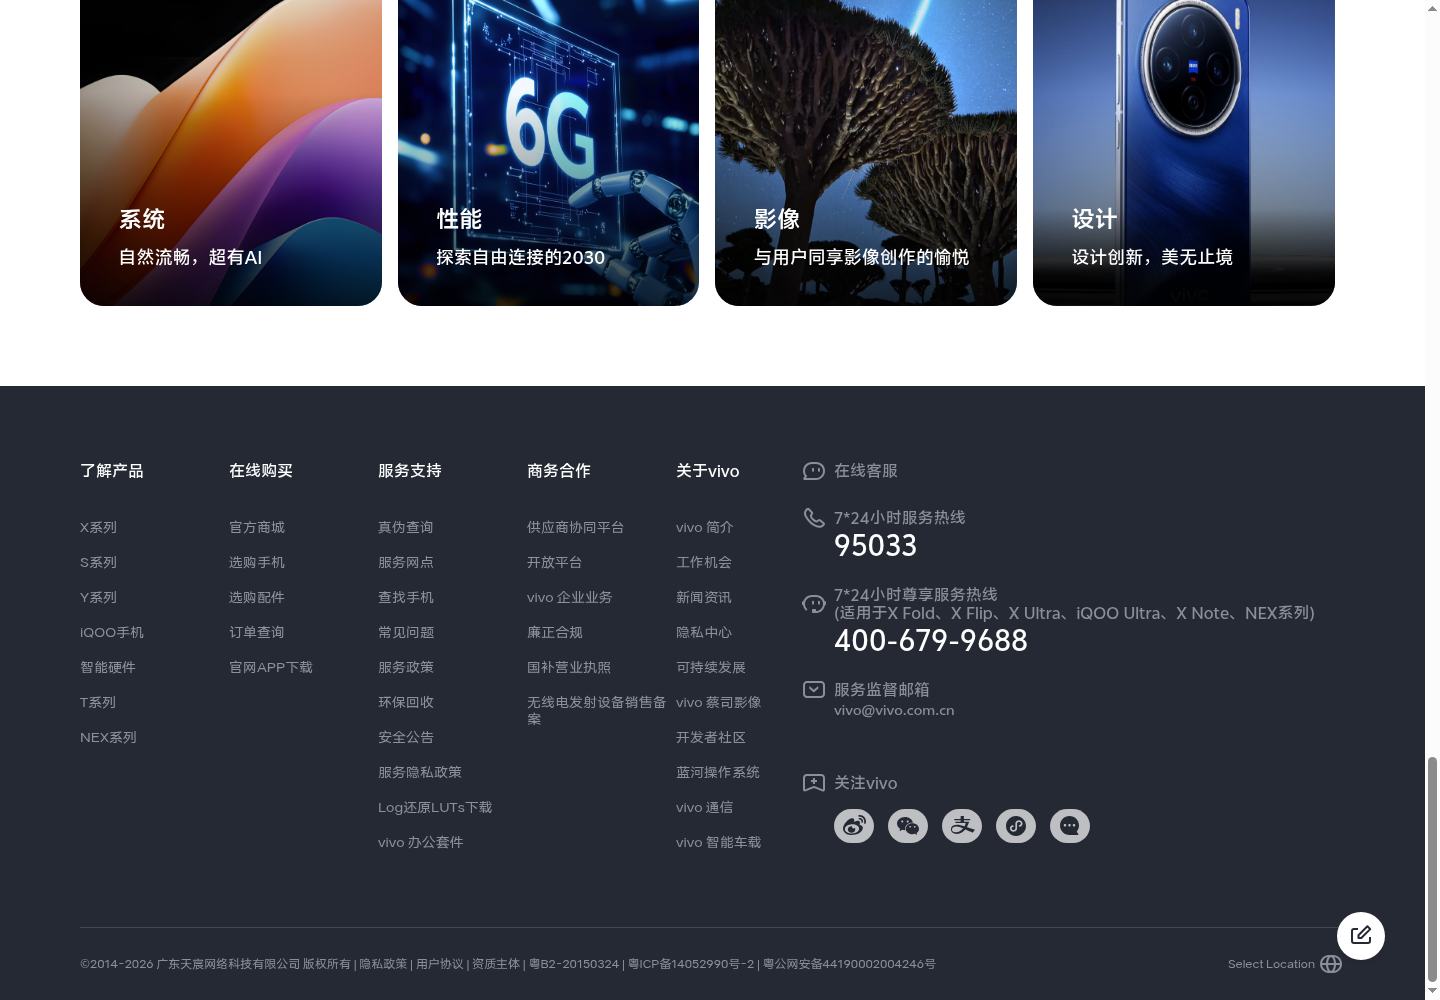 6G
系统
自然流畅，超有AI
性能
探索自由连接的2030
影像
与用户同享影像创作的愉悦
设计
设计创新，美无止境
了解产品
X系列
S系列
Y系列
iQOO手机
智能硬件
T系列
NEX系列
在线购买
官方商城
选购手机
选购配件
订单查询
官网APP下载
服务支持
真伪查询
服务网点
查找手机
常见问题
服务政策
环保回收
安全公告
服务隐私政策
Log还原LUTs下载
vivo 办公套件
商务合作
供应商协同平台
开放平台
vivo 企业业务
廉正合规
国补营业执照
无线电发射设备销售备
案
关于vivo
vivo 简介
工作机会
新闻资讯
隐私中心
可持续发展
vivo 蔡司影像
开发者社区
蓝河操作系统
vivo 通信
vivo 智能车载
在线客服
7*24小时服务热线
95033
7*24小时尊享服务热线
(适用于X Fold、X Flip、X Ultra、iQOO Ultra、X Note、NEX系列)
400-679-9688
服务监督邮箱
vivo@vivo.com.cn
关注vivo
©2014-2026 广东天宸网络科技有限公司 版权所有 | 隐私政策 | 用户协议 | 资质主体 | 粤B2-20150324 | 粤ICP备14052990号-2 | 粤公网安备44190002004246号
Select Location